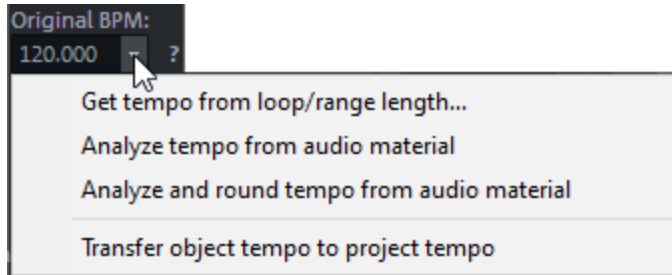 Original BPM:
120.000 ?
Get tempo from loop/range length...
Analyze tempo from audio material
Analyze and round tempo from audio material
Transfer object tempo to project tempo